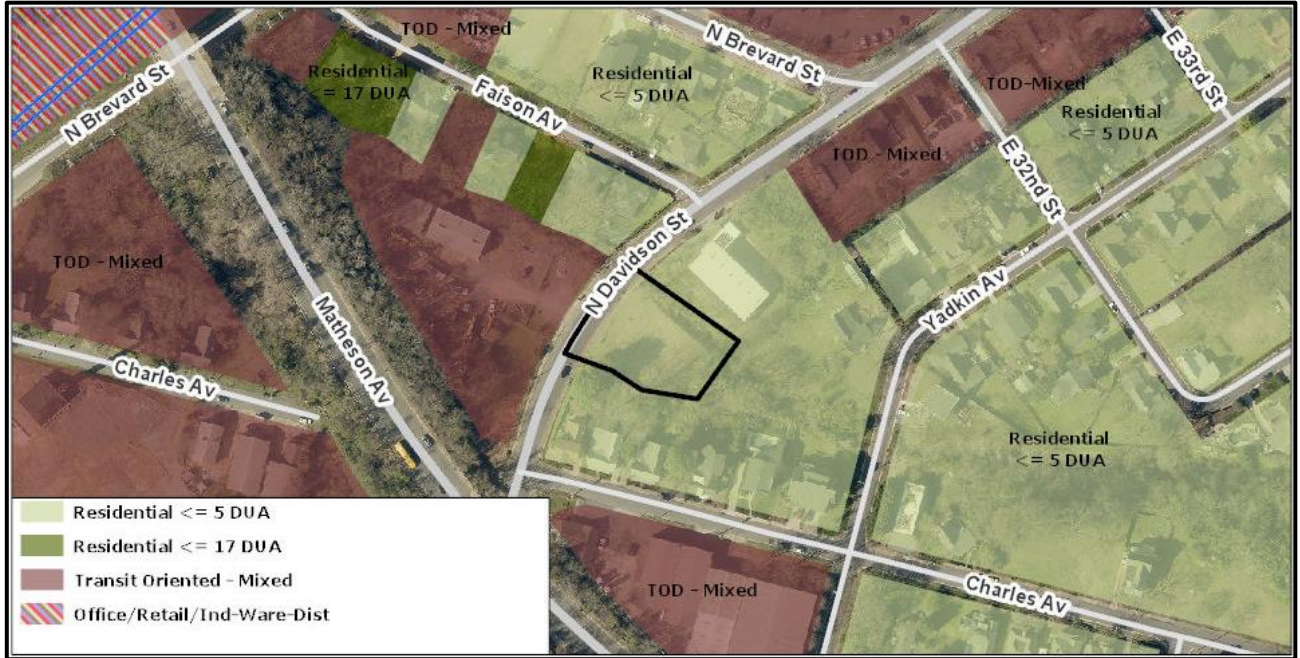 TOD - Mixed
N Brevard St
Residential
<= 17 DUA
Faison Av
Residential
<= 5 DUA
N Brevard St
TOD-Mixed
E 33rd St
Residential
<= 5 DUA
TOD - Mixed
E 32nd St
N Davidson St
TOD - Mixed
Matheson Av
Yadkin Av
Charles Av
Residential
<= 5 DUA
TOD - Mixed
Charles Av
Residential <= 5 DUA
Residential <= 17 DUA
Transit Oriented - Mixed
Office/Retail/Ind-Ware-Dist